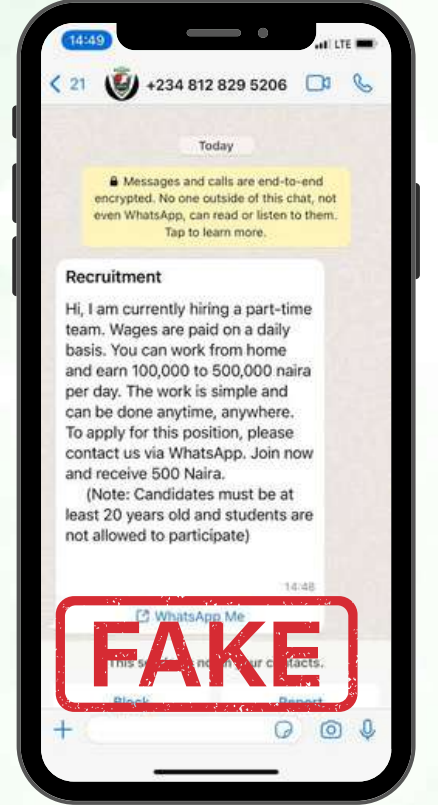 14:49
LTE
21
+234 812 829 5206
Today
Messages and calls are end-to-end
encrypted. No one outside of this chat, not
even WhatsApp, can read or listen to them.
Tap to learn more.
Recruitment
Hi, I am currently hiring a part-time
team. Wages are paid on a daily
basis. You can work from home
and earn 100,000 to 500,000 naira
per day. The work is simple and
can be done anytime, anywhere.
To apply for this position, please
contact us via WhatsApp. Join now
and receive 500 Naira.
(Note: Candidates must be at
least 20 years old and students are
not allowed to participate)
14:48
WhatsApp Me
FAKE
This contacts.
Block Report